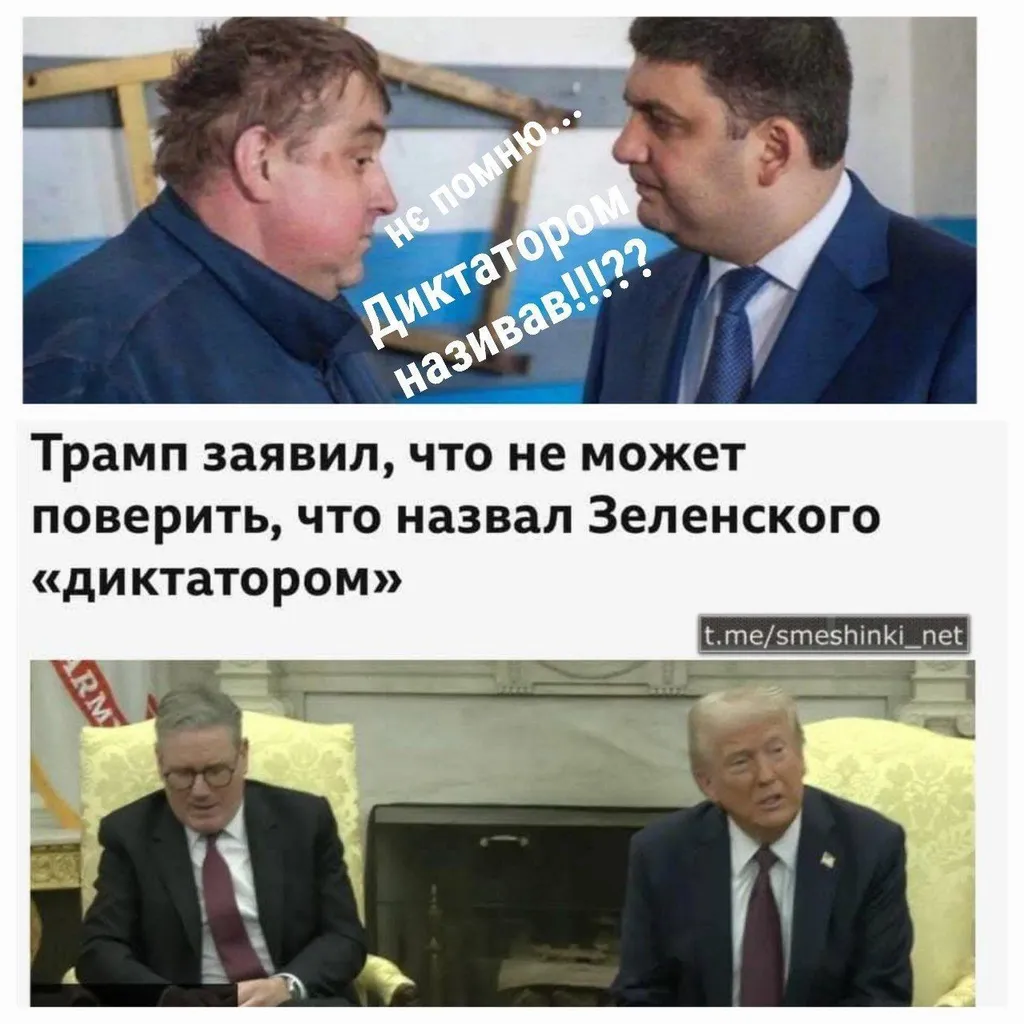 нє помню...
Диктатором
називав!!!??
Трамп заявил, что не может
поверить, что назвал Зеленского
«диктатором»
t.me/smeshinki_net
ARM